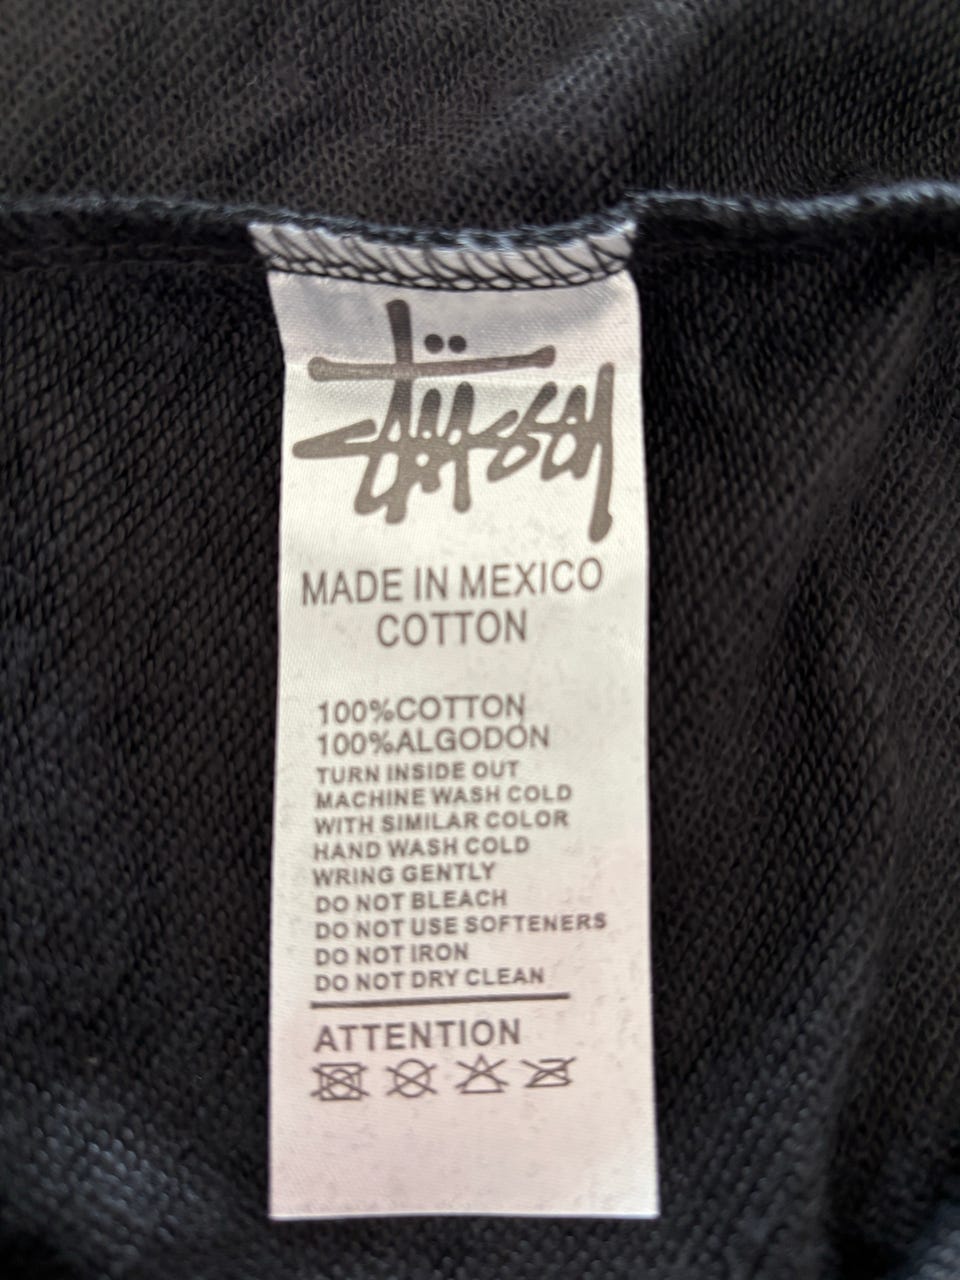 Stüssy
MADE IN MEXICO
COTTON
100%COTTON
100%ALGODÓN
TURN INSIDE OUT
MACHINE WASH COLD
WITH SIMILAR COLOR
HAND WASH COLD
WRING GENTLY
DO NOT BLEACH
DO NOT USE SOFTENERS
DO NOT IRON
DO NOT DRY CLEAN
ATTENTION